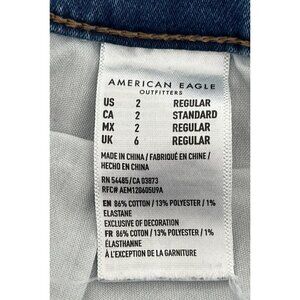 AMERICAN EAGLE
OUTFITTERS
US 2 REGULAR
CA 2 STANDARD
MX 2 REGULAR
UK 6 REGULAR
MADE IN CHINA / FABRIQUÉ EN CHINE /
HECHO EN CHINA
RN 54485/CA 03873
RFC# AEM120605U9A
EN 86% COTTON / 13% POLYESTER / 1%
ELASTANE
EXCLUSIVE OF DECORATION
FR 86% COTON / 13% POLYESTER / 1%
ÉLASTHANNE
À L'EXCEPTION DE LA GARNITURE